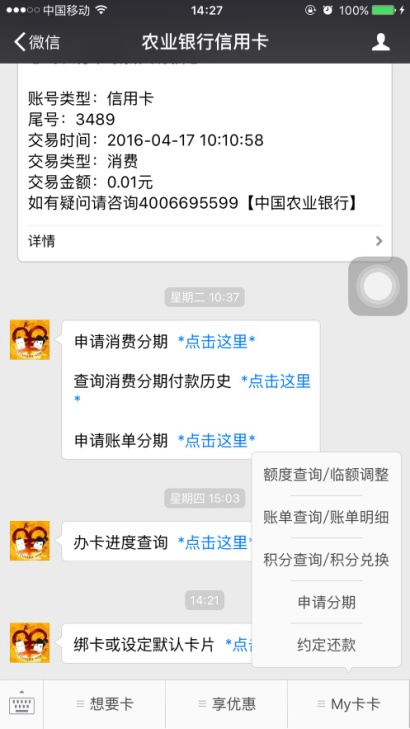 中国移动 14:27 100%
微信 农业银行信用卡
账号类型：信用卡
尾号：3489
交易时间：2016-04-17 10:10:58
交易类型：消费
交易金额：0.01元
如有疑问请咨询4006695599【中国农业银行】
详情
星期二 10:37
申请消费分期 *点击这里*
查询消费分期付款历史 *点击这里
*
申请账单分期 *点击这里*
额度查询/临额调整
星期四 15:03
账单查询/账单明细
办卡进度查询 *点击这里*
积分查询/积分兑换
14:21
申请分期
绑卡或设定默认卡片 *点
约定还款
想要卡 享优惠 My卡卡